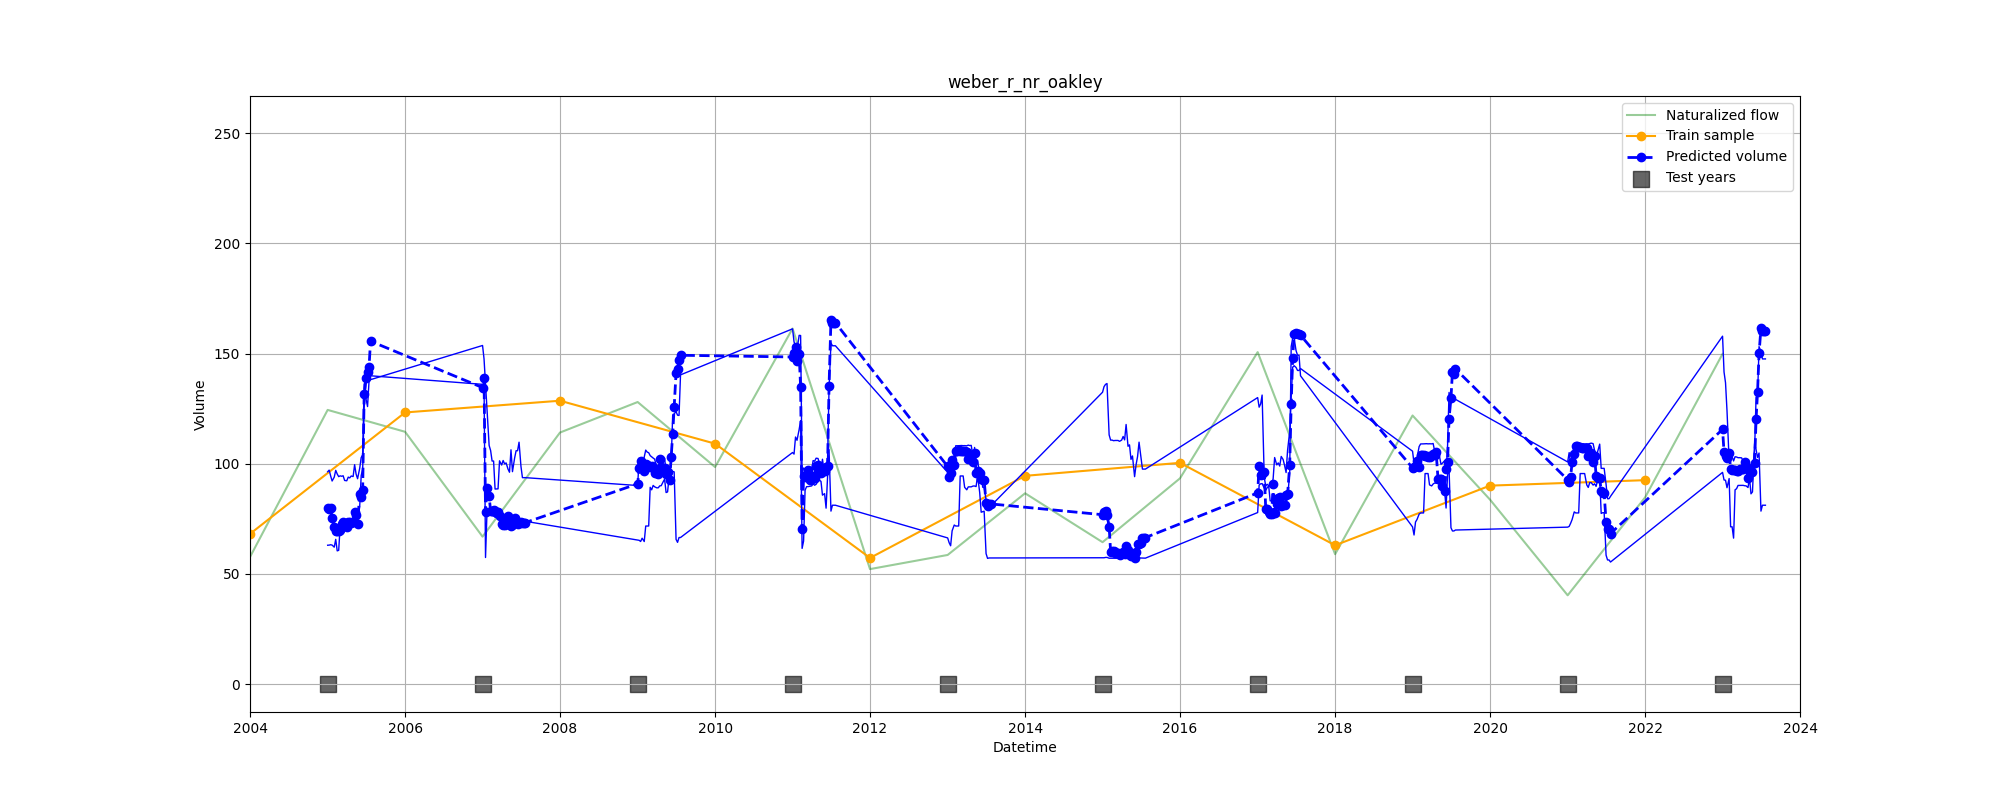 weber_r_nr_oakley
Naturalized flow
Train sample
Predicted volume
Test years
250
200
150
100
50
0
Volume
2004 2006 2008 2010 2012 2014 2016 2018 2020 2022 2024
Datetime